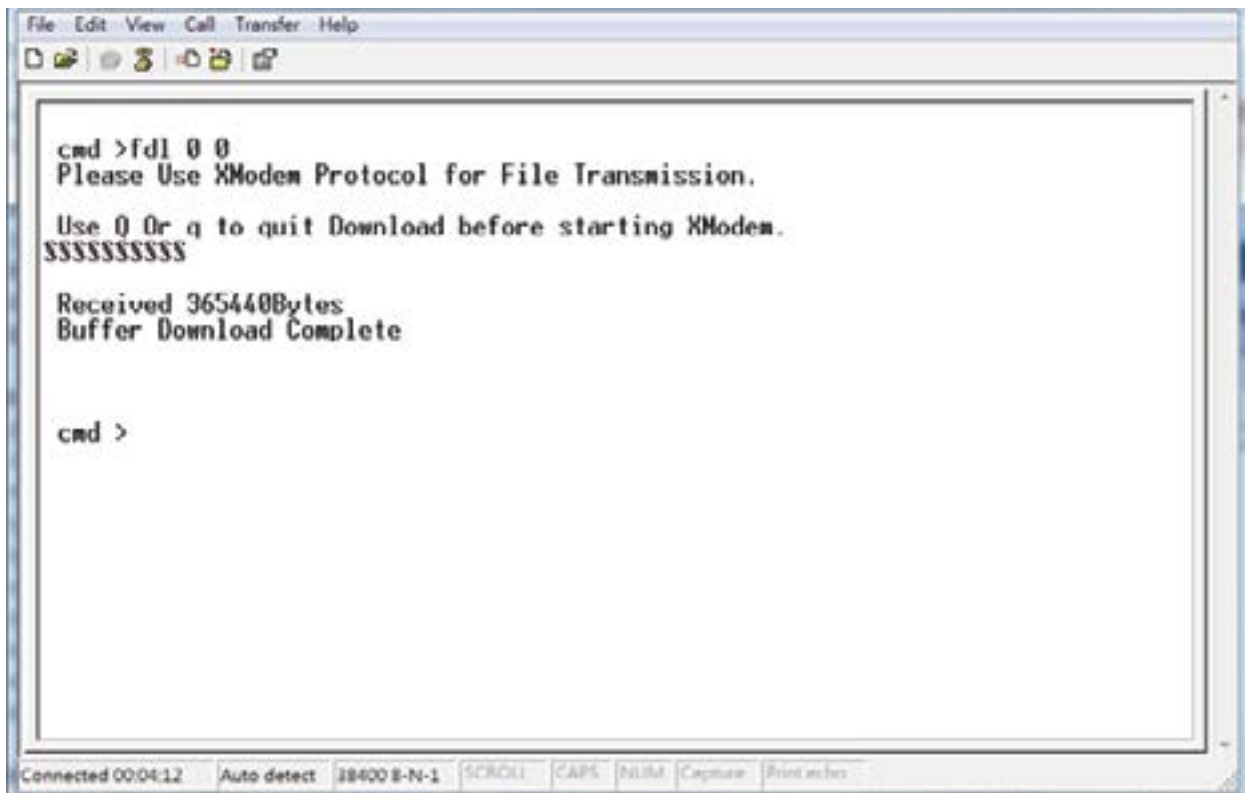 File Edit View Call Transfer Help
cmd >fdl 0 0
Please Use XModem Protocol for File Transmission.
Use Q Or q to quit Download before starting XModem.
§§§§§§§§§§
Received 365440Bytes
Buffer Download Complete
cmd >
Connected 00:04:12 Auto detect 38400 8-N-1 SCROLL CAPS NUM Capture Print echo